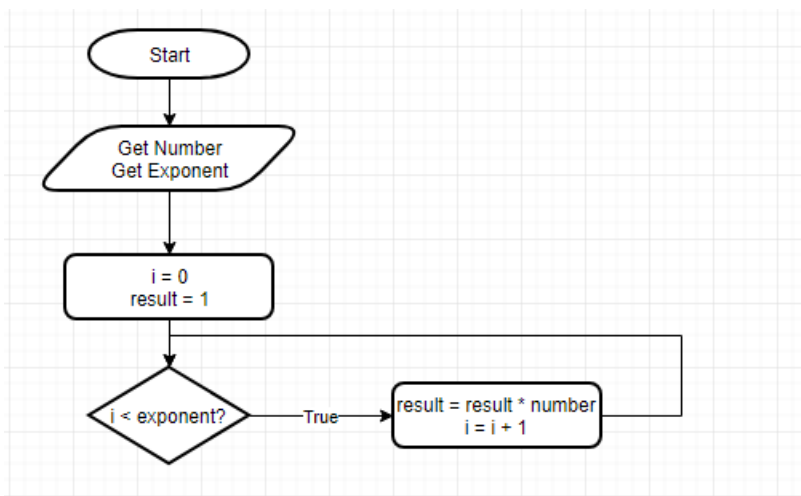 Start
Get Number
Get Exponent
i = 0
result = 1
i < exponent?
True
result = result * number
i = i + 1